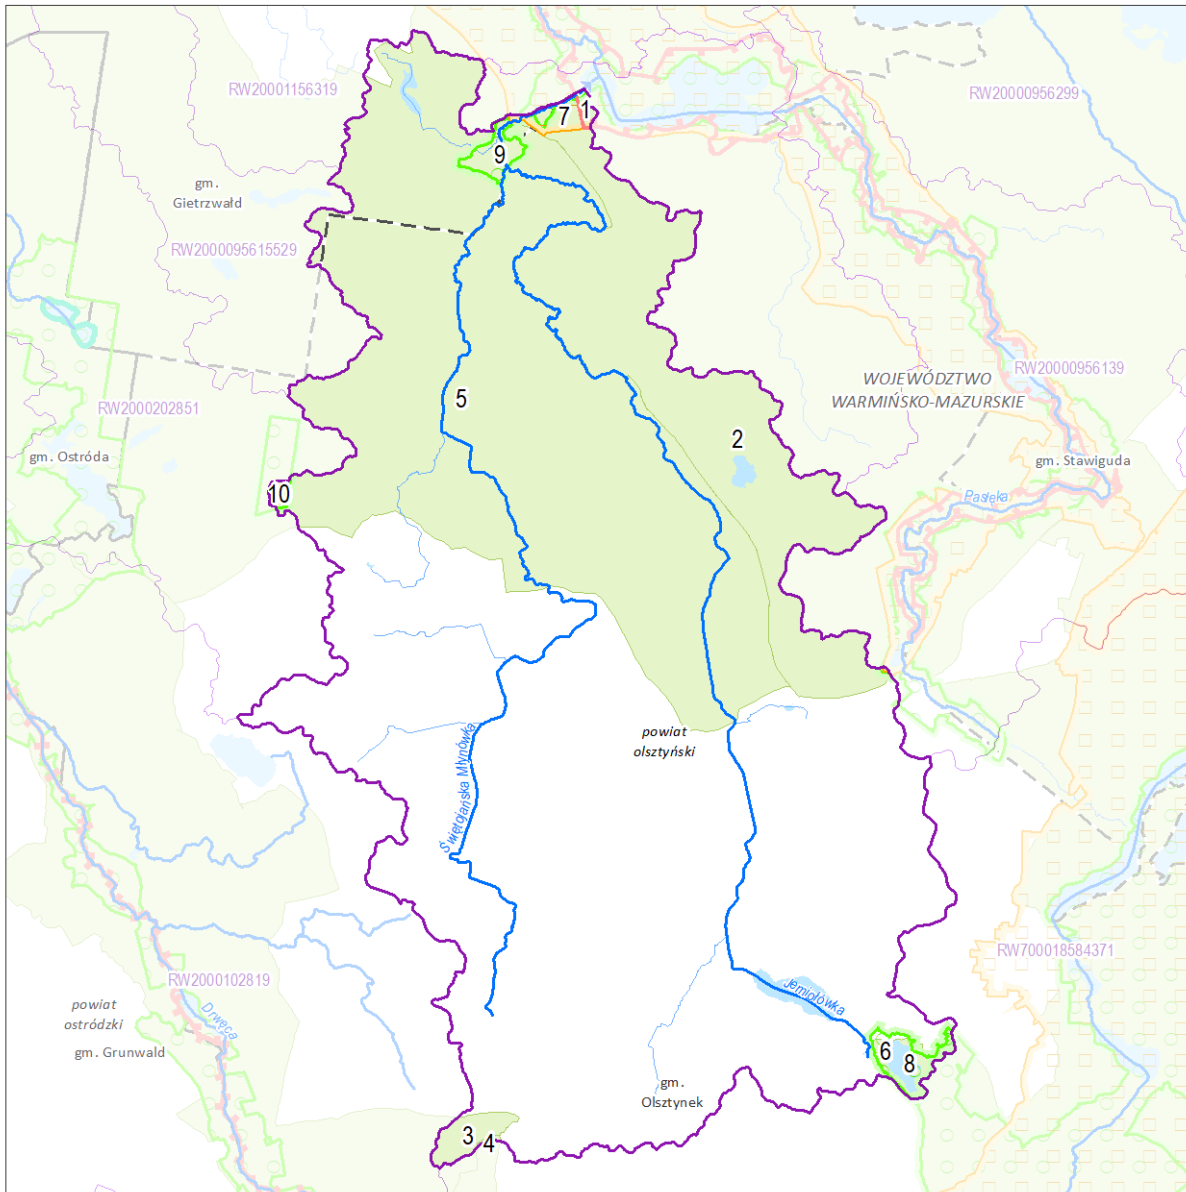 RW20001156319
RW20000956299
7
1
9
gm.
Gietrzwałd
RW2000095615529
RW20000956139
WOJEWÓDZTWO
WARMIŃSKO-MAZURSKIE
5
RW2000202851
2
gm. Ostróda
gm. Stawiguda
10
Pasłęka
powiat
olsztyński
Świętojańska Młynówka
RW700018584371
RW2000102819
Jemiołówka
powiat
ostródzki
Drwęca
gm. Grunwald
6
8
gm.
Olsztynek
3
4